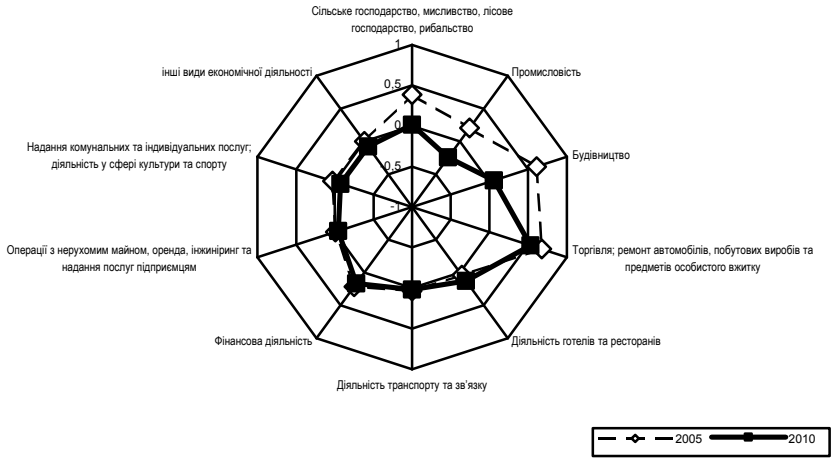 Сільське господарство, мисливство, лісове
господарство, рибальство
1
інші види економічної діяльності
Промисловість
0,5
0
Надання комунальних та індивідуальних послуг;
діяльність у сфері культури та спорту
Будівництво
-0,5
-1
Операції з нерухомим майном, оренда, інжиніринг та
надання послуг підприємцям
Торгівля; ремонт автомобілів, побутових виробів та
предметів особистого вжитку
Фінансова діяльність
Діяльність готелів та ресторанів
Діяльність транспорту та зв'язку
2005 2010